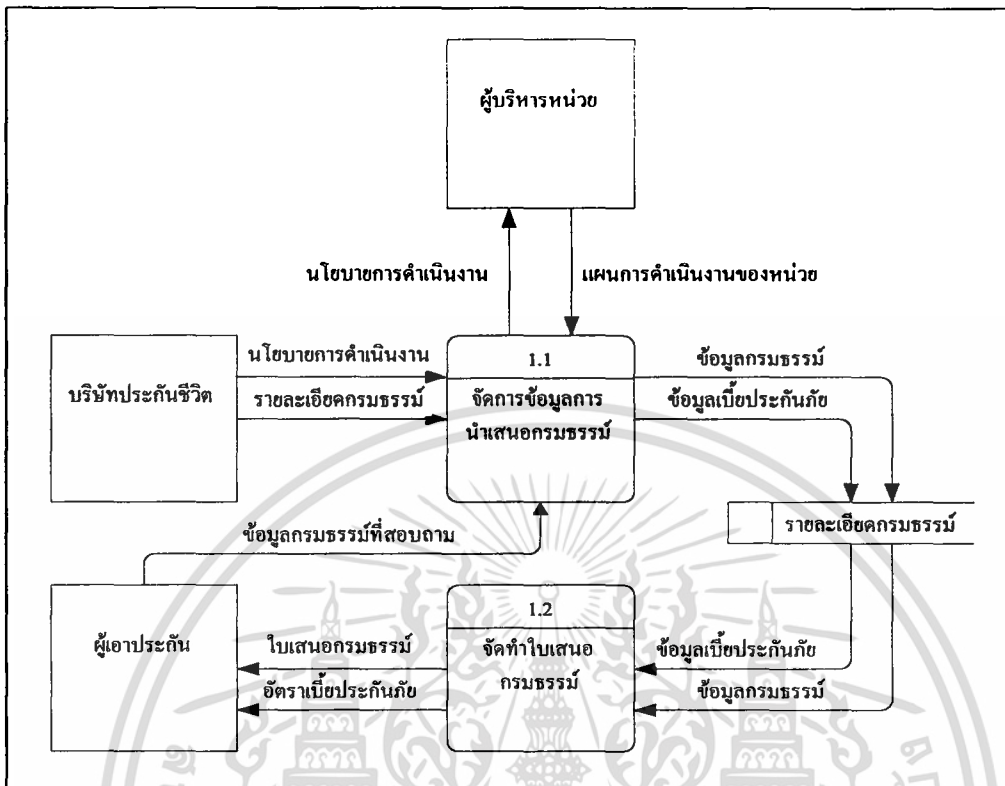 ผู้บริหารหน่วย
นโยบายการดำเนินงาน
แผนการดำเนินงานของหน่วย
บริษัทประกันชีวิต
นโยบายการดำเนินงาน
รายละเอียดกรมธรรม์
1.1
จัดการข้อมูลการ
นำเสนอกรมธรรม์
ข้อมูลกรมธรรม์
ข้อมูลเบี้ยประกันภัย
รายละเอียดกรมธรรม์
ข้อมูลกรมธรรม์ที่สอบถาม
ผู้เอาประกัน
ใบเสนอกรมธรรม์
อัตราเบี้ยประกันภัย
1.2
จัดทำใบเสนอ
กรมธรรม์
ข้อมูลเบี้ยประกันภัย
ข้อมูลกรมธรรม์